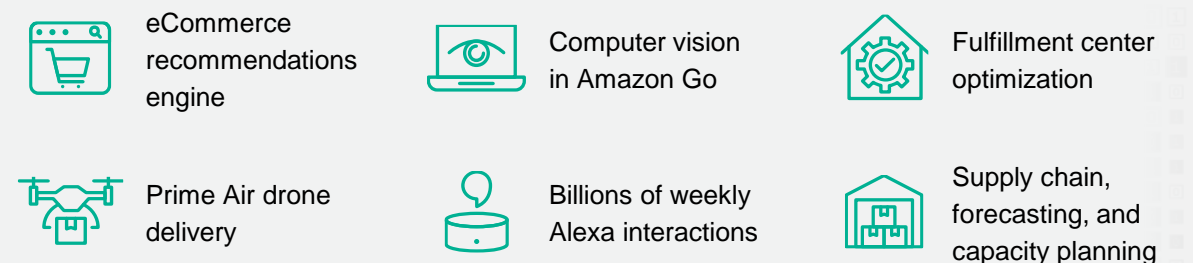 eCommerce
recommendations
engine
Computer vision
in Amazon Go
Fulfillment center
optimization
Prime Air drone
delivery
Billions of weekly
Alexa interactions
Supply chain,
forecasting, and
capacity planning